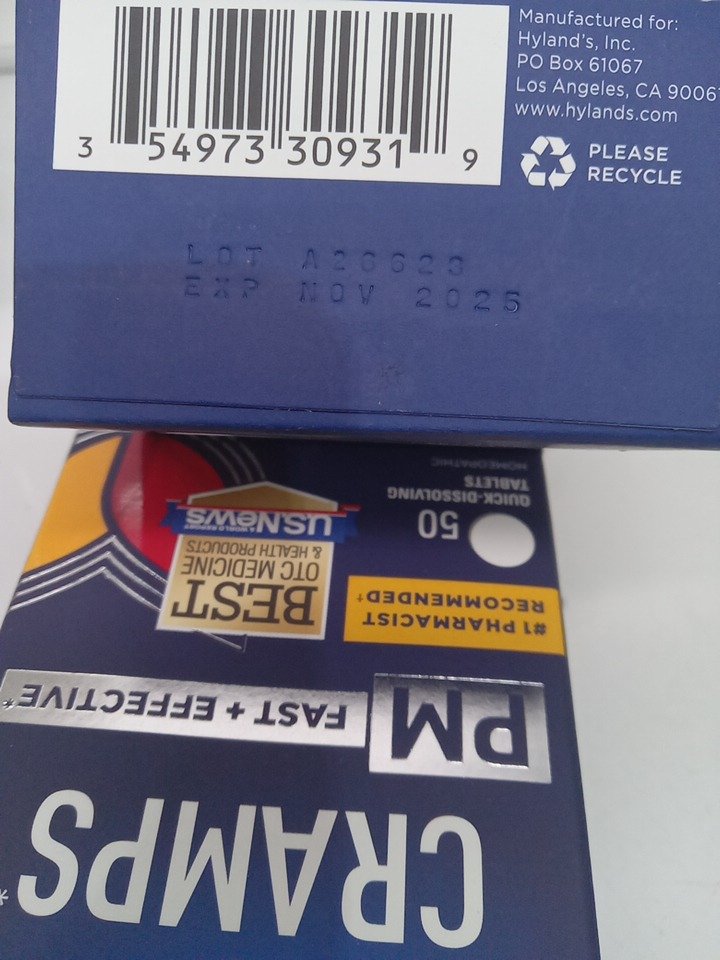 Manufactured for:
Hyland's, Inc.
PO Box 61067
Los Angeles, CA 9006
www.hylands.com
3 54973 30931 9
PLEASE
RECYCLE
LOT A20623
EXP NOV 2025
CRAMPS*
PM
FAST + EFFECTIVE*
#1 PHARMACIST
RECOMMENDED†
BEST
OTC MEDICINE
& HEALTH PRODUCTS
U.S.News
& WORLD REPORT
50
QUICK-DISSOLVING
TABLETS
HOMEOPATHIC